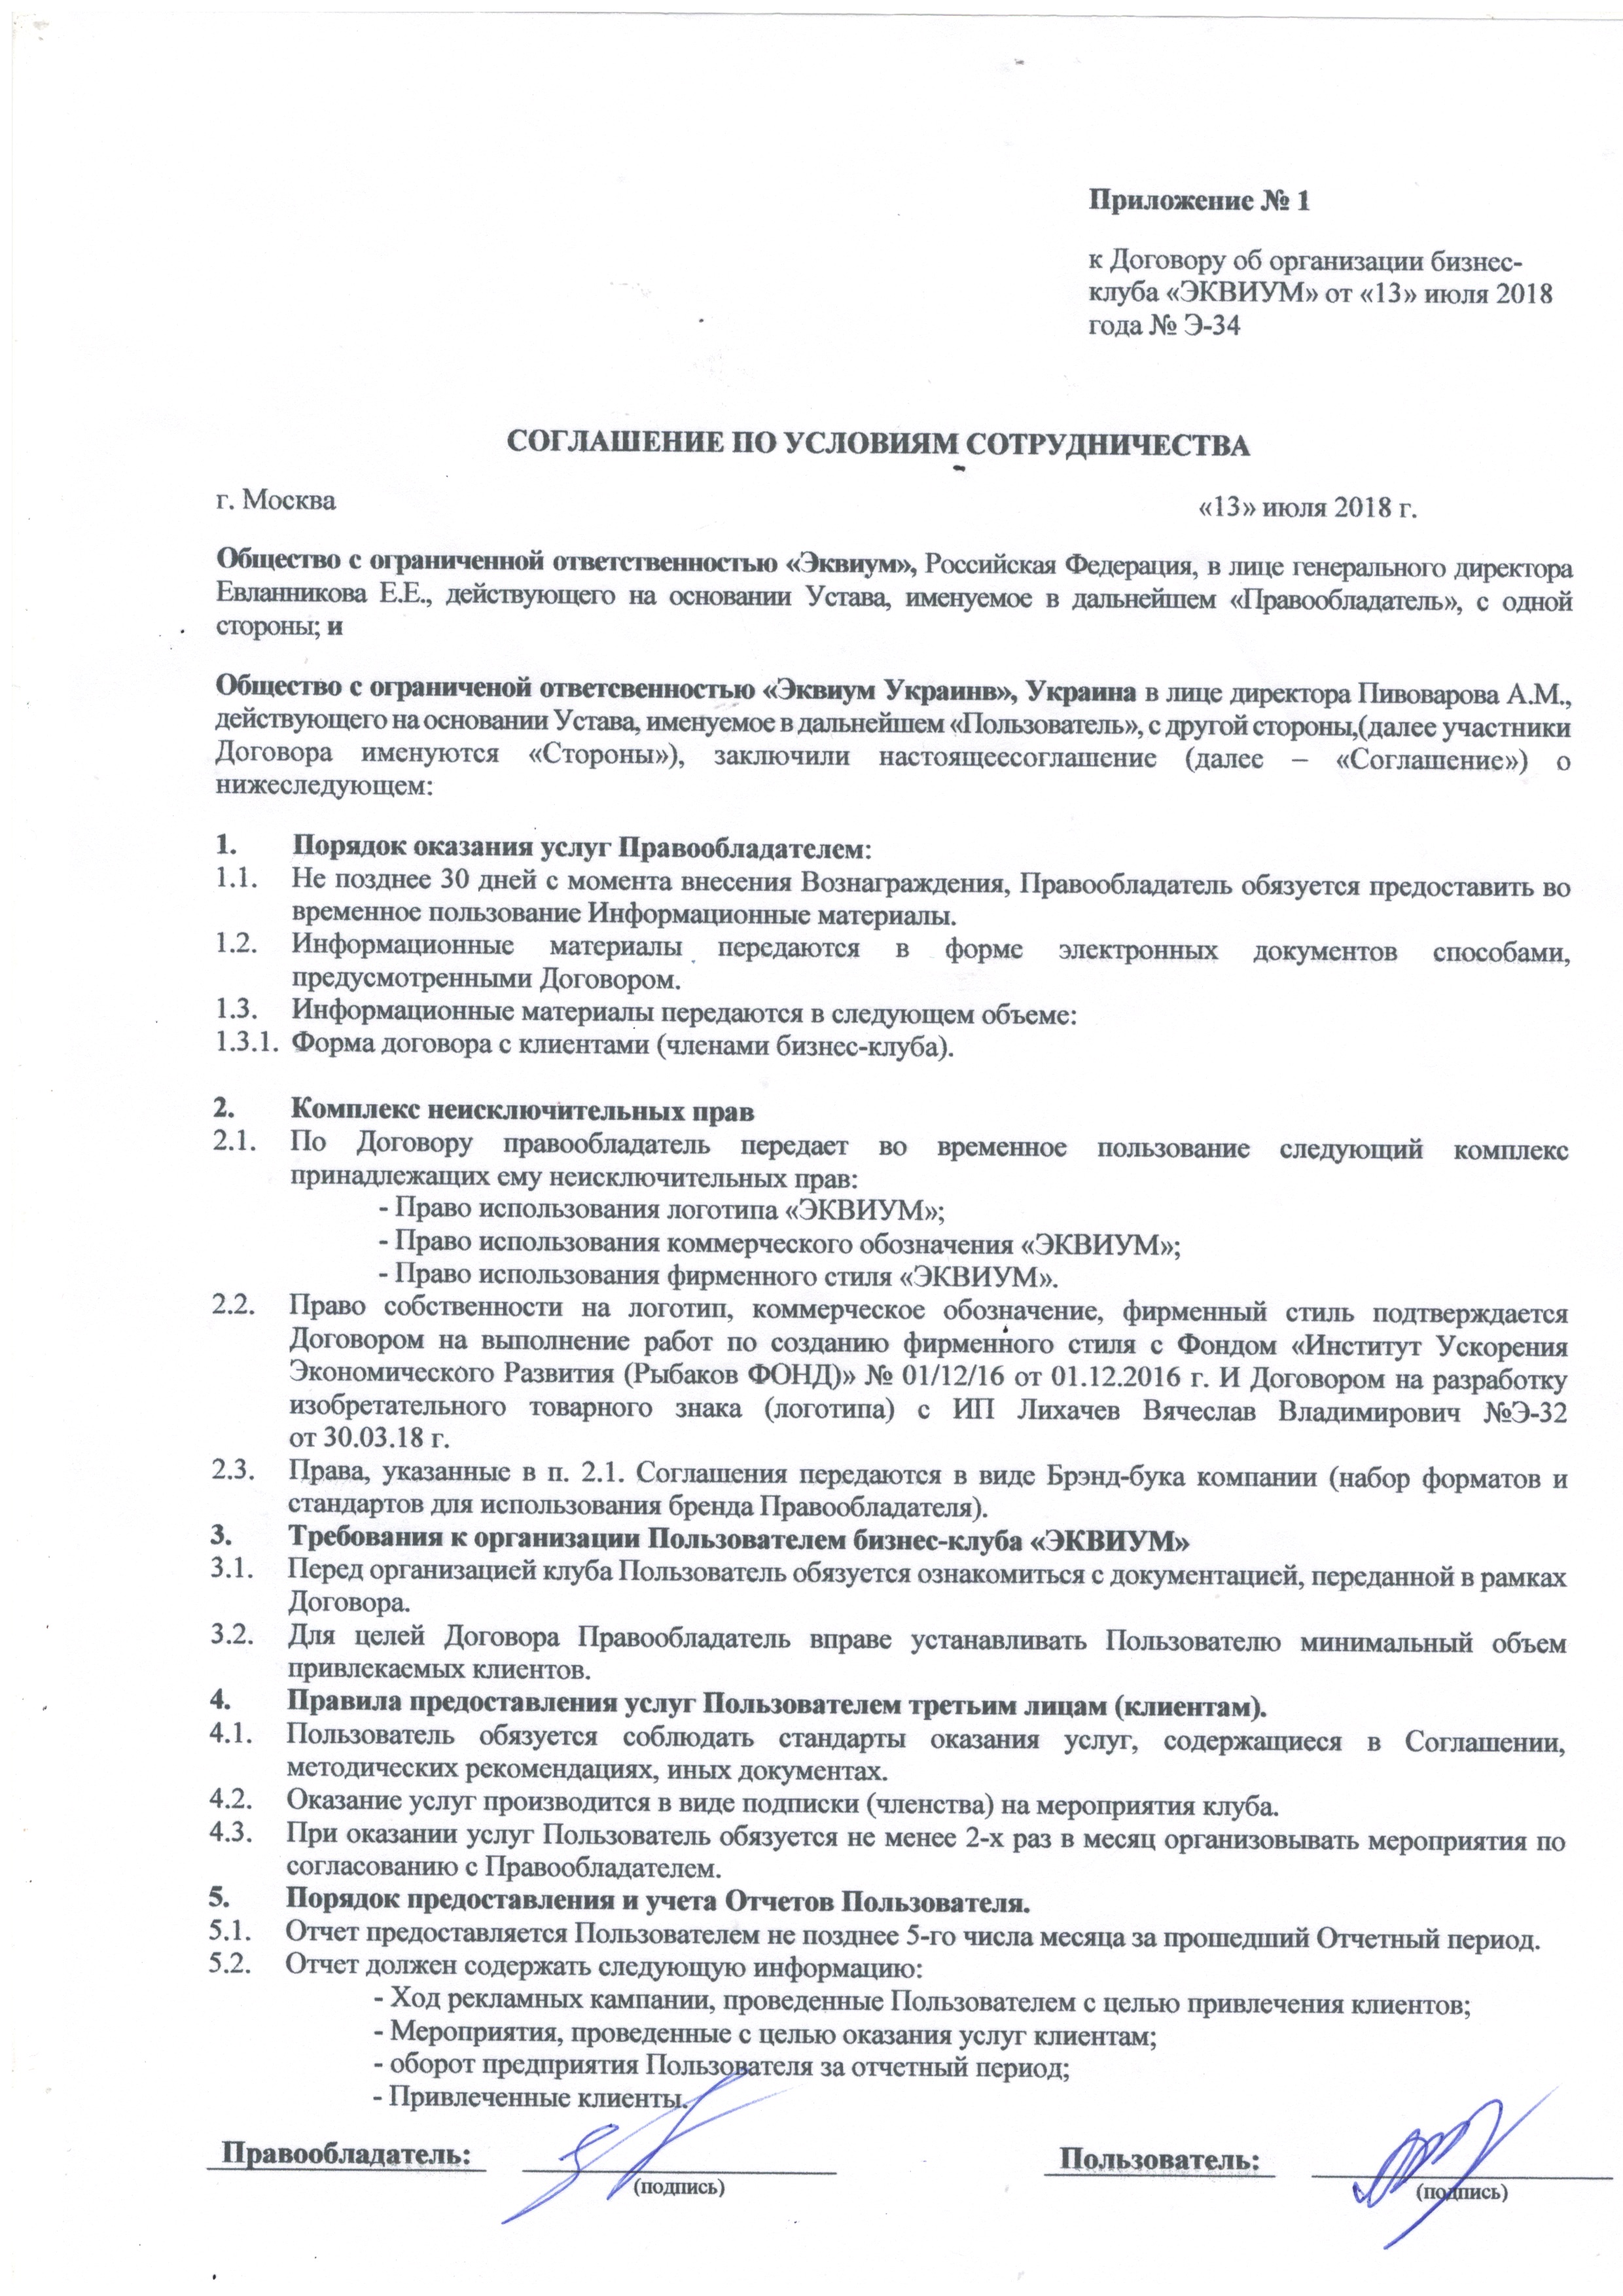 Приложение № 1
к Договору об организации бизнес-
клуба «ЭКВИУМ» от «13» июля 2018
года № Э-34
СОГЛАШЕНИЕ ПО УСЛОВИЯМ СОТРУДНИЧЕСТВА
г. Москва «13» июля 2018 г.
Общество с ограниченной ответственностью «Эквиум», Российская Федерация, в лице генерального директора
Евланникова Е.Е., действующего на основании Устава, именуемое в дальнейшем «Правообладатель», с одной
стороны; и
Общество с ограниченой ответсвенностью «Эквиум Украинв», Украина в лице директора Пивоварова А.М.,
действующего на основании Устава, именуемое в дальнейшем «Пользователь», с другой стороны,(далее участники
Договора именуются «Стороны»), заключили настоящеесоглашение (далее – «Соглашение») о
нижеследующем:
1. Порядок оказания услуг Правообладателем:
1.1. Не позднее 30 дней с момента внесения Вознаграждения, Правообладатель обязуется предоставить во
временное пользование Информационные материалы.
1.2. Информационные материалы передаются в форме электронных документов способами,
предусмотренными Договором.
1.3. Информационные материалы передаются в следующем объеме:
1.3.1. Форма договора с клиентами (членами бизнес-клуба).
2. Комплекс неисключительных прав
2.1. По Договору правообладатель передает во временное пользование следующий комплекс
принадлежащих ему неисключительных прав:
- Право использования логотипа «ЭКВИУМ»;
- Право использования коммерческого обозначения «ЭКВИУМ»;
- Право использования фирменного стиля «ЭКВИУМ».
2.2. Право собственности на логотип, коммерческое обозначение, фирменный стиль подтверждается
Договором на выполнение работ по созданию фирменного стиля с Фондом «Институт Ускорения
Экономического Развития (Рыбаков ФОНД)» № 01/12/16 от 01.12.2016 г. И Договором на разработку
изобретательного товарного знака (логотипа) с ИП Лихачев Вячеслав Владимирович №Э-32
от 30.03.18 г.
2.3. Права, указанные в п. 2.1. Соглашения передаются в виде Брэнд-бука компании (набор форматов и
стандартов для использования бренда Правообладателя).
3. Требования к организации Пользователем бизнес-клуба «ЭКВИУМ»
3.1. Перед организацией клуба Пользователь обязуется ознакомиться с документацией, переданной в рамках
Договора.
3.2. Для целей Договора Правообладатель вправе устанавливать Пользователю минимальный объем
привлекаемых клиентов.
4. Правила предоставления услуг Пользователем третьим лицам (клиентам).
4.1. Пользователь обязуется соблюдать стандарты оказания услуг, содержащиеся в Соглашении,
методических рекомендациях, иных документах.
4.2. Оказание услуг производится в виде подписки (членства) на мероприятия клуба.
4.3. При оказании услуг Пользователь обязуется не менее 2-х раз в месяц организовывать мероприятия по
согласованию с Правообладателем.
5. Порядок предоставления и учета Отчетов Пользователя.
5.1. Отчет предоставляется Пользователем не позднее 5-го числа месяца за прошедший Отчетный период.
5.2. Отчет должен содержать следующую информацию:
- Ход рекламных кампании, проведенные Пользователем с целью привлечения клиентов;
- Мероприятия, проведенные с целью оказания услуг клиентам;
- оборот предприятия Пользователя за отчетный период;
- Привлеченные клиенты.
Правообладатель: Пользователь:
(подпись) (подпись)